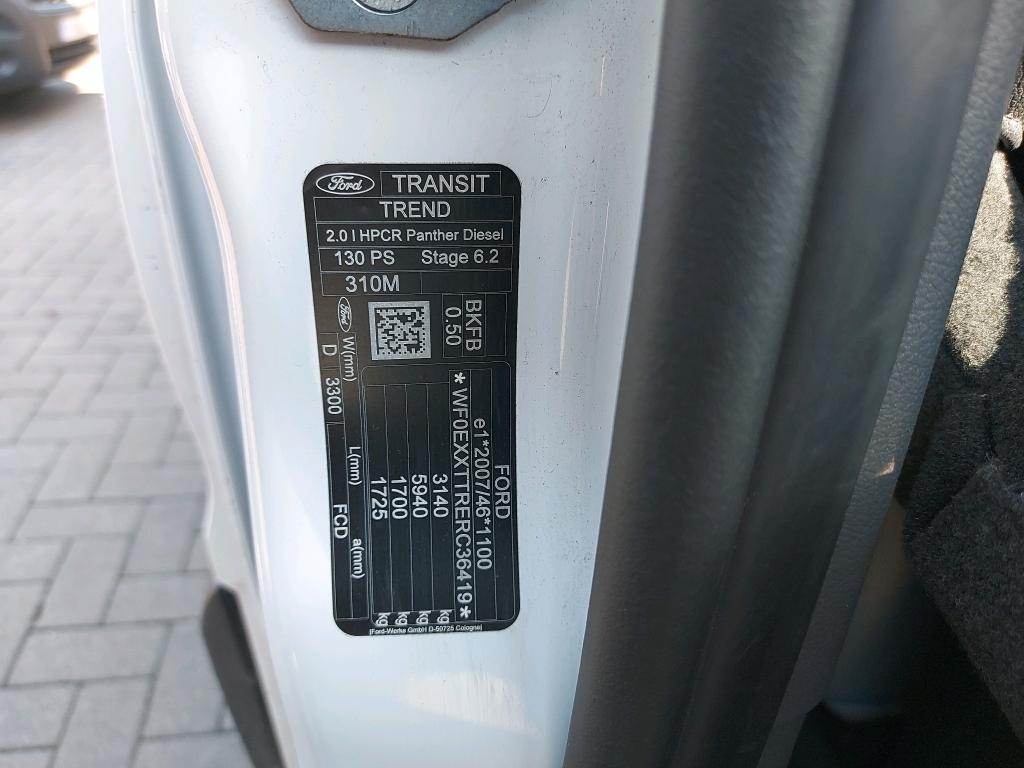 Ford TRANSIT
TREND
2.0 l HPCR Panther Diesel
130 PS Stage 6.2
310M
BKFB
0.50
FORD
e1*2007/46*1100
*WF0EXXTTRERC36419*
3140 kg
5940 kg
1700 kg
1725 kg
Ford W(mm) L(mm) a(mm)
D 3300 FCD
[Ford-Werke GmbH D-50725 Cologne]